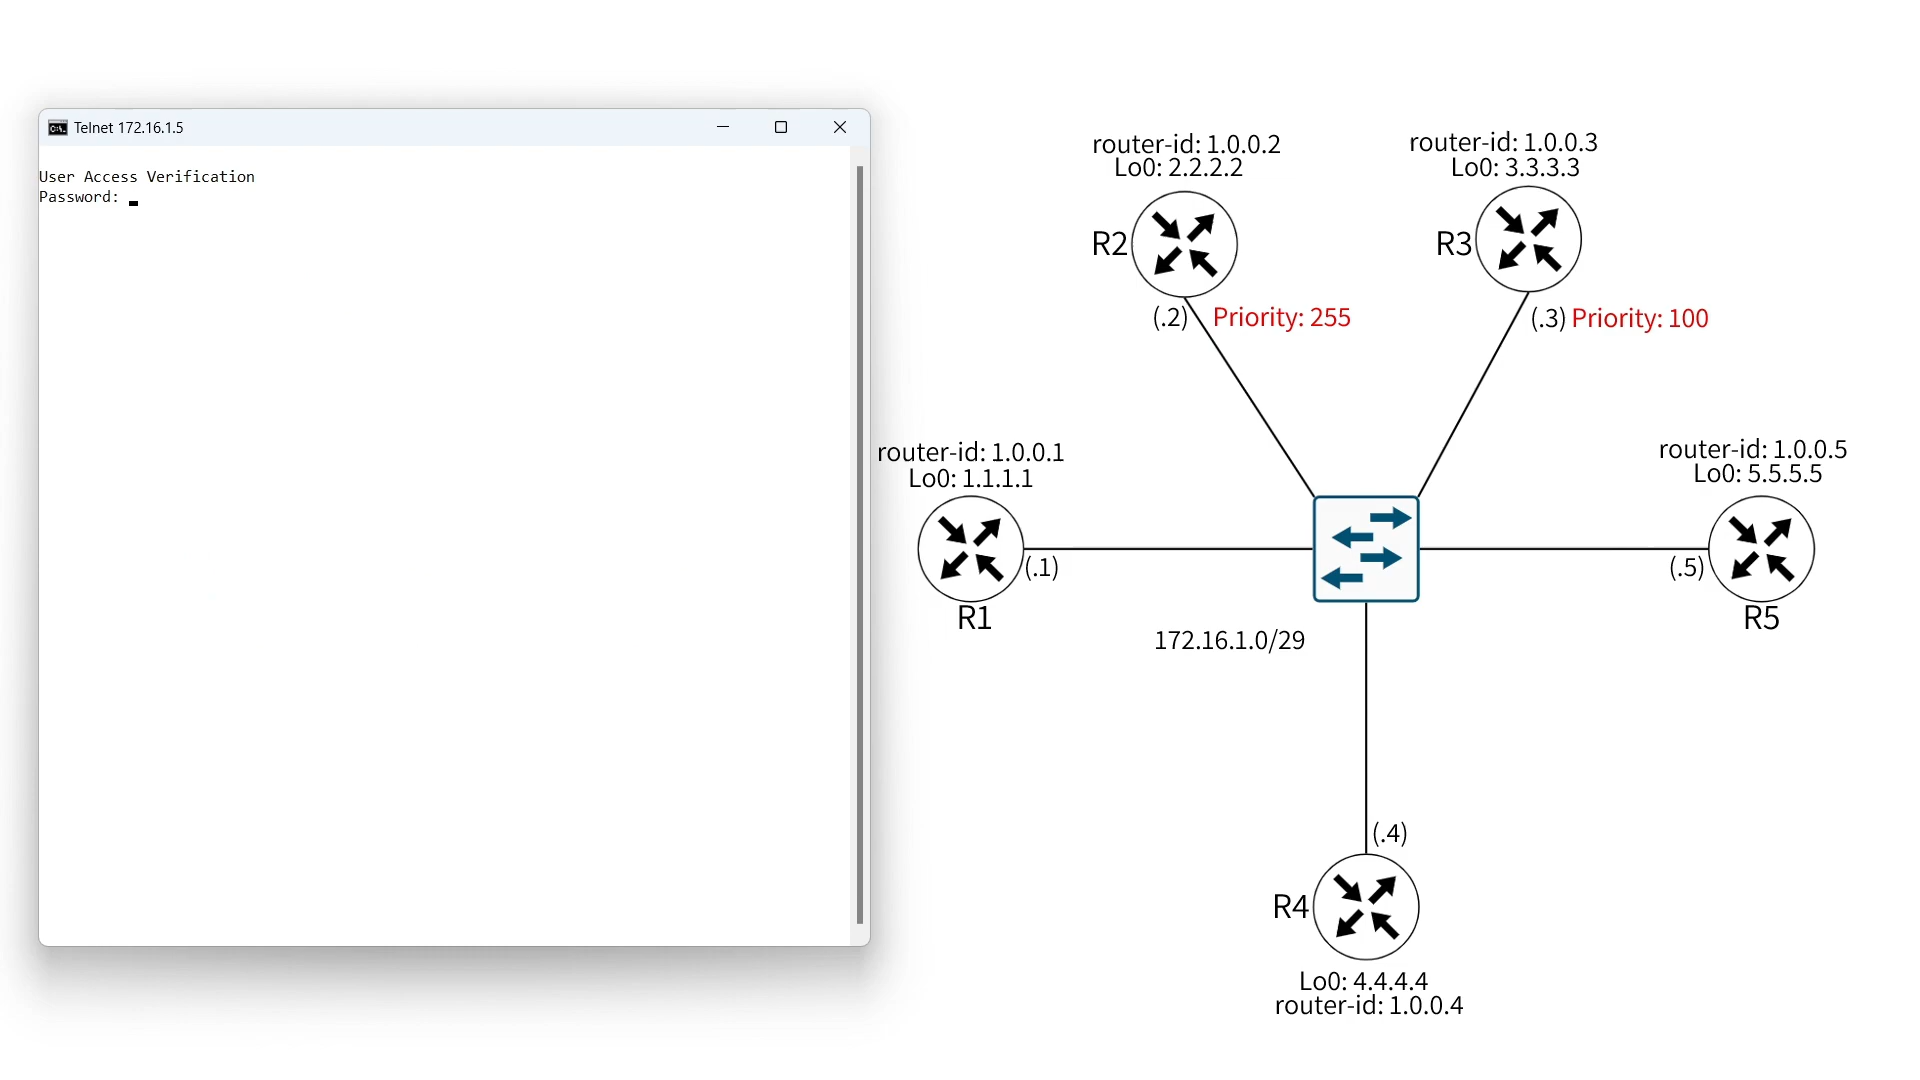 Telnet 172.16.1.5
User Access Verification
Password:
router-id: 1.0.0.2
Lo0: 2.2.2.2
R2
(.2) Priority: 255
router-id: 1.0.0.3
Lo0: 3.3.3.3
R3
(.3) Priority: 100
router-id: 1.0.0.1
Lo0: 1.1.1.1
(.1)
R1
router-id: 1.0.0.5
Lo0: 5.5.5.5
(.5)
R5
172.16.1.0/29
(.4)
R4
Lo0: 4.4.4.4
router-id: 1.0.0.4